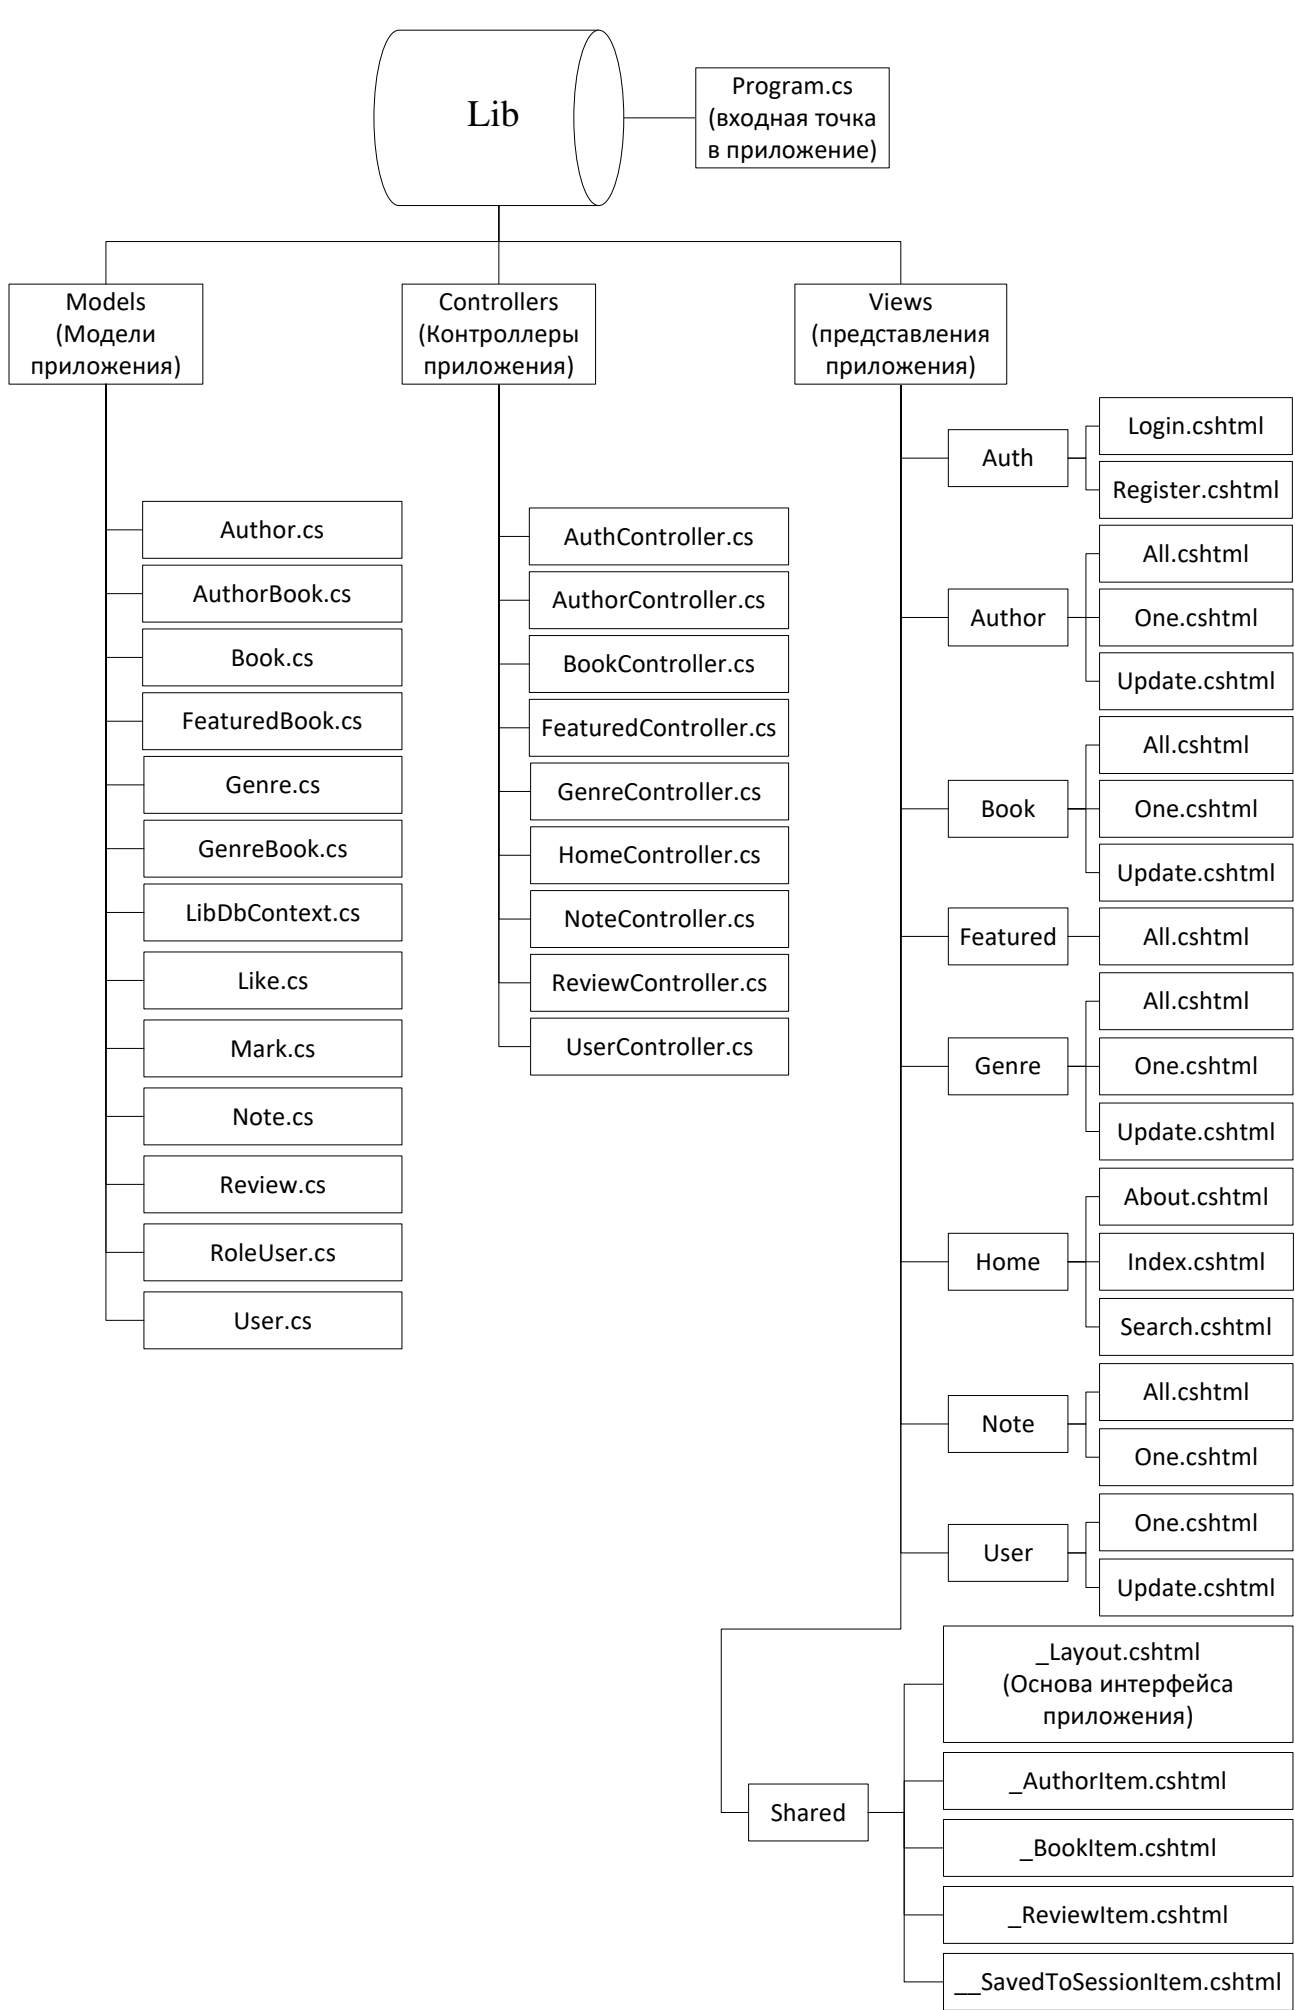 Lib
Program.cs
(входная точка
в приложение)
Models
(Модели
приложения)
Controllers
(Контроллеры
приложения)
Views
(представления
приложения)
Author.cs
AuthorBook.cs
Book.cs
FeaturedBook.cs
Genre.cs
GenreBook.cs
LibDbContext.cs
Like.cs
Mark.cs
Note.cs
Review.cs
RoleUser.cs
User.cs
AuthController.cs
AuthorController.cs
BookController.cs
FeaturedController.cs
GenreController.cs
HomeController.cs
NoteController.cs
ReviewController.cs
UserController.cs
Auth
Login.cshtml
Register.cshtml
Author
All.cshtml
One.cshtml
Update.cshtml
Book
All.cshtml
One.cshtml
Update.cshtml
Featured
All.cshtml
Genre
All.cshtml
One.cshtml
Update.cshtml
Home
About.cshtml
Index.cshtml
Search.cshtml
Note
All.cshtml
One.cshtml
User
One.cshtml
Update.cshtml
Shared
_Layout.cshtml
(Основа интерфейса
приложения)
_AuthorItem.cshtml
_BookItem.cshtml
_ReviewItem.cshtml
__SavedToSessionItem.cshtml